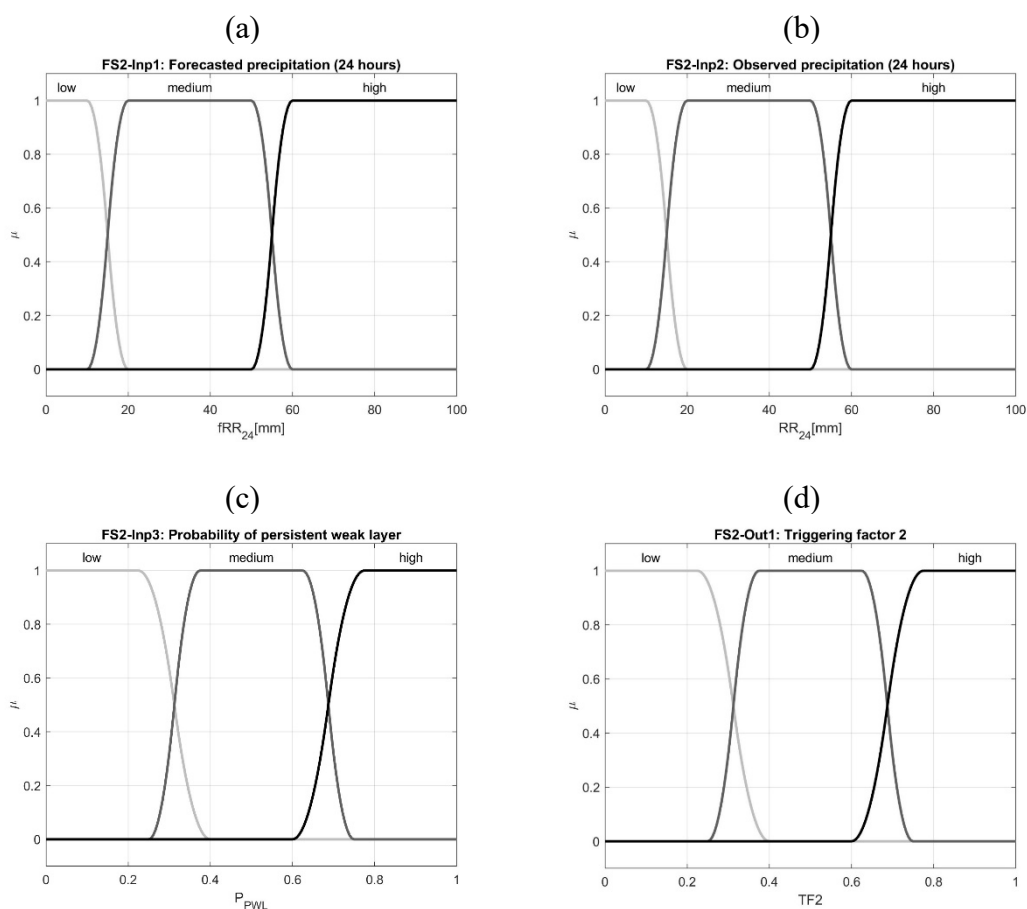 (a)
FS2-Inp1: Forecasted precipitation (24 hours)
low medium high
1
0.8
0.6
0.4
0.2
0
μ
0 20 40 60 80 100
fRR24[mm]
(b)
FS2-Inp2: Observed precipitation (24 hours)
low medium high
1
0.8
0.6
0.4
0.2
0
μ
0 20 40 60 80 100
RR24[mm]
(c)
FS2-Inp3: Probability of persistent weak layer
low medium high
1
0.8
0.6
0.4
0.2
0
μ
0 0.2 0.4 0.6 0.8 1
PPWL
(d)
FS2-Out1: Triggering factor 2
low medium high
1
0.8
0.6
0.4
0.2
0
μ
0 0.2 0.4 0.6 0.8 1
TF2